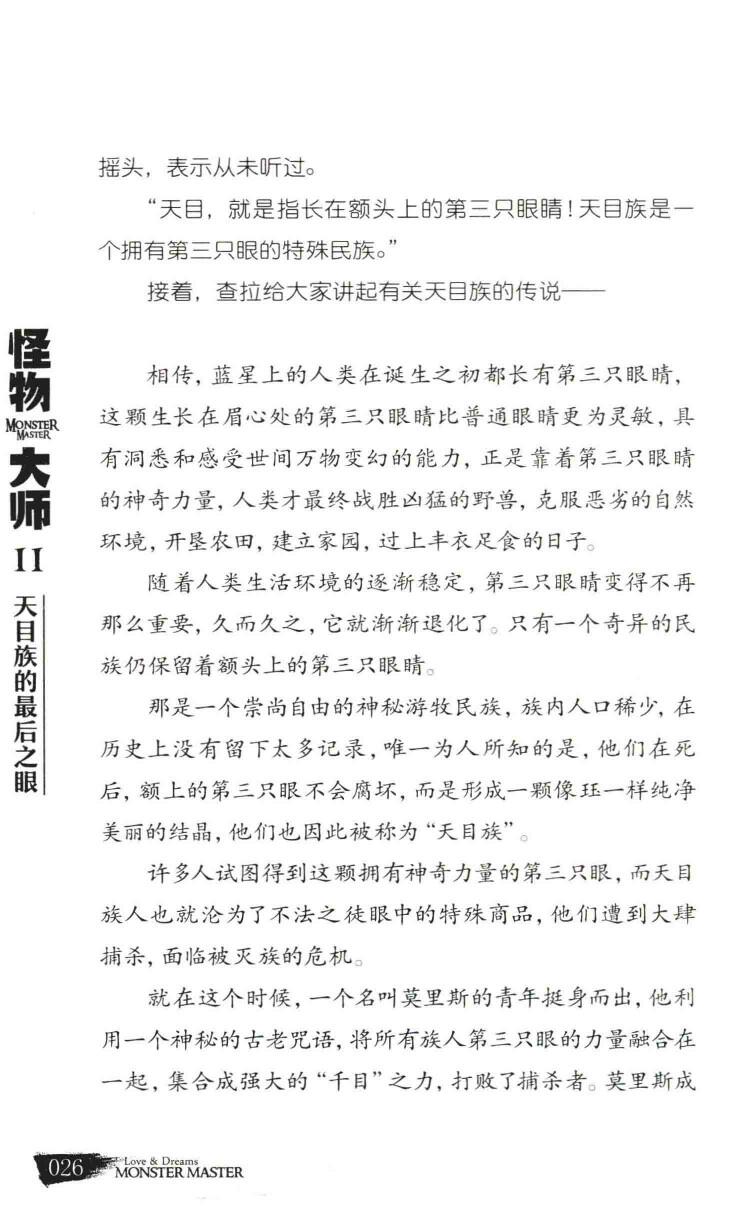 摇头，表示从未听过。
“天目，就是指长在额头上的第三只眼睛！天目族是一
个拥有第三只眼的特殊民族。”
接着，查拉给大家讲起有关天目族的传说——
相传，蓝星上的人类在诞生之初都长有第三只眼睛，
这颗生长在眉心处的第三只眼睛比普通眼睛更为灵敏，具
有洞悉和感受世间万物变幻的能力，正是靠着第三只眼睛
的神奇力量，人类才最终战胜凶猛的野兽，克服恶劣的自然
环境，开垦农田，建立家园，过上丰衣足食的日子。
随着人类生活环境的逐渐稳定，第三只眼睛变得不再
那么重要，久而久之，它就渐渐退化了。只有一个奇异的民
族仍保留着额头上的第三只眼睛。
那是一个崇尚自由的神秘游牧民族，族内人口稀少，在
历史上没有留下太多记录，唯一为人所知的是，他们在死
后，额上的第三只眼不会腐坏，而是形成一颗像珏一样纯净
美丽的结晶，他们也因此被称为“天目族”。
许多人试图得到这颗拥有神奇力量的第三只眼，而天目
族人也就沦为了不法之徒眼中的特殊商品，他们遭到大肆
捕杀，面临被灭族的危机。
就在这个时候，一个名叫莫里斯的青年挺身而出，他利
用一个神秘的古老咒语，将所有族人第三只眼的力量融合在
一起，集合成强大的“千目”之力，打败了捕杀者。莫里斯成
怪物
MONSTER
MASTER
大师
II
天目族的最后之眼
026
Love & Dreams
MONSTER MASTER